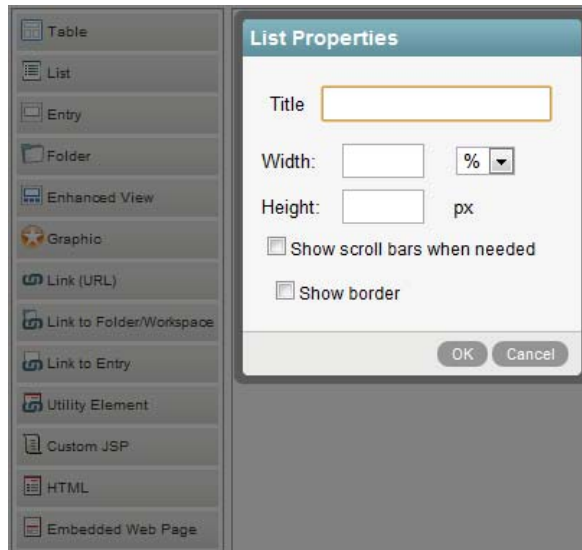 Table
List
Entry
Folder
Enhanced View
Graphic
Link (URL)
Link to Folder/Workspace
Link to Entry
Utility Element
Custom JSP
HTML
Embedded Web Page
List Properties
Title
Width: %
Height: px
Show scroll bars when needed
Show border
OK Cancel